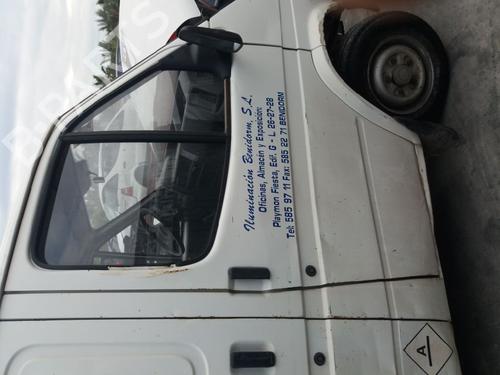 Iluminación Benidorm, S.L.
Oficinas, Almacén y Exposición:
Playmon Fiesta, Edif. G - L 26-27-28
Tel: 585 97 11 Fax: 585 22 71 BENIDORM
A